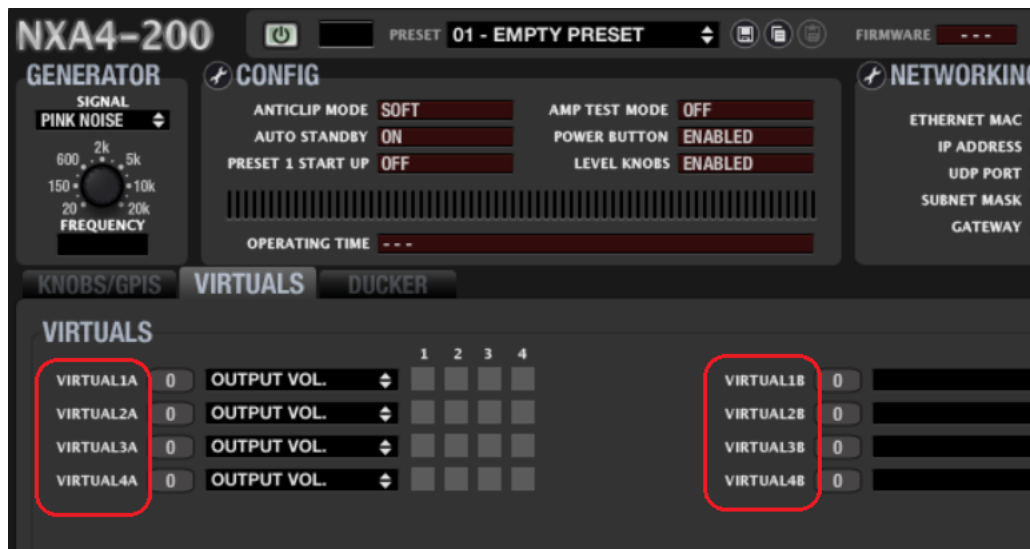 NXA4-200 PRESET 01 - EMPTY PRESET FIRMWARE - - -
GENERATOR
SIGNAL
PINK NOISE
2k
600 5k
150 10k
20 20k
FREQUENCY
CONFIG
ANTICLIP MODE SOFT AMP TEST MODE OFF
AUTO STANDBY ON POWER BUTTON ENABLED
PRESET 1 START UP OFF LEVEL KNOBS ENABLED
OPERATING TIME - - -
NETWORKING
ETHERNET MAC
IP ADDRESS
UDP PORT
SUBNET MASK
GATEWAY
KNOBS/GPIS VIRTUALS DUCKER
VIRTUALS
1 2 3 4
VIRTUAL1A 0 OUTPUT VOL. VIRTUAL1B 0
VIRTUAL2A 0 OUTPUT VOL. VIRTUAL2B 0
VIRTUAL3A 0 OUTPUT VOL. VIRTUAL3B 0
VIRTUAL4A 0 OUTPUT VOL. VIRTUAL4B 0